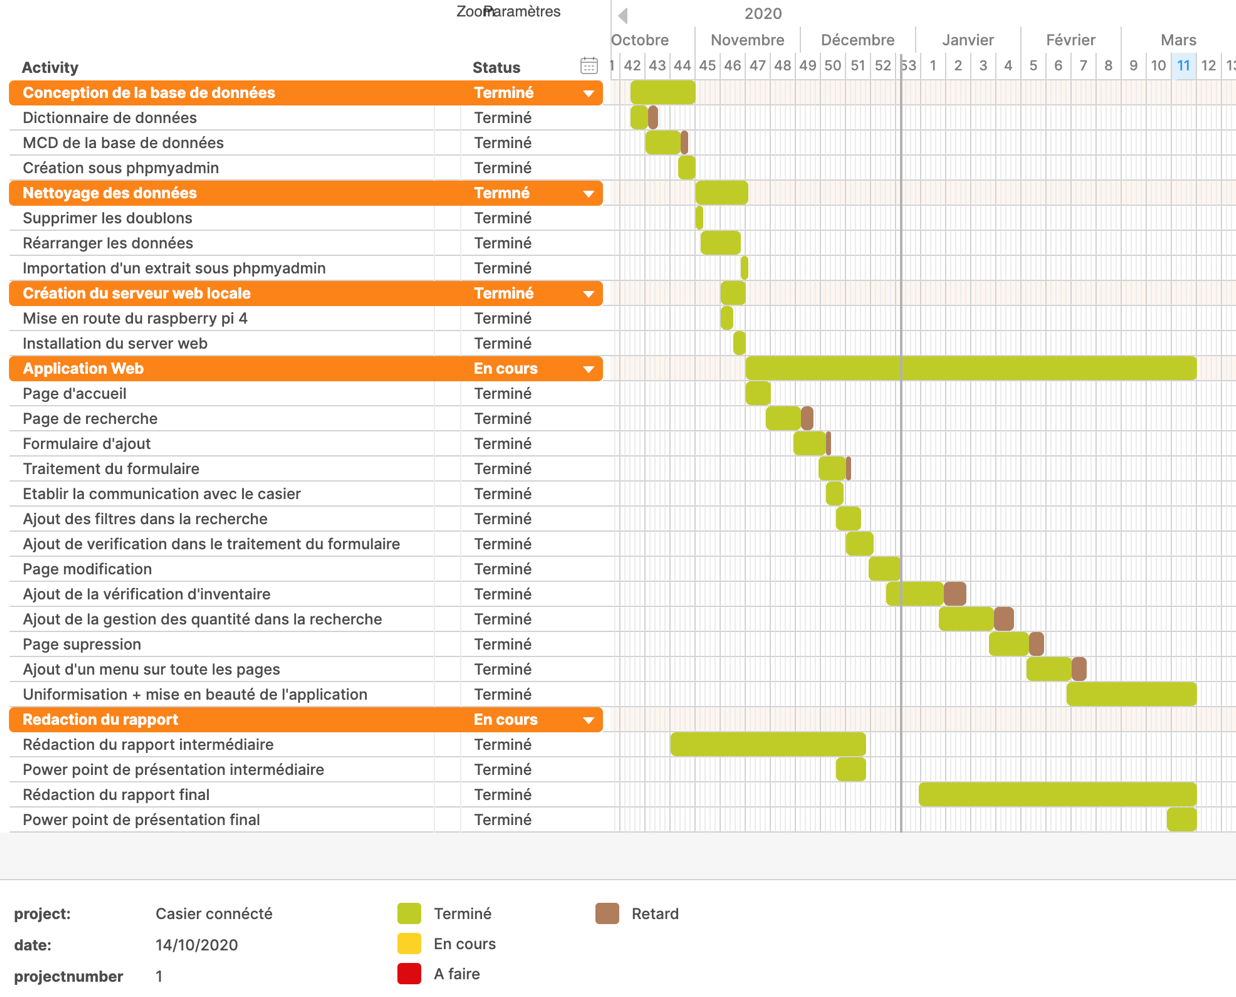 ZoomParamètres
2020
Octobre Novembre Décembre Janvier Février Mars
Activity Status 1 42 43 44 45 46 47 48 49 50 51 52 53 1 2 3 4 5 6 7 8 9 10 11 12 13
Conception de la base de données Terminé
Dictionnaire de données Terminé
MCD de la base de données Terminé
Création sous phpmyadmin Terminé
Nettoyage des données Termné
Supprimer les doublons Terminé
Réarranger les données Terminé
Importation d'un extrait sous phpmyadmin Terminé
Création du serveur web locale Terminé
Mise en route du raspberry pi 4 Terminé
Installation du server web Terminé
Application Web En cours
Page d'accueil Terminé
Page de recherche Terminé
Formulaire d'ajout Terminé
Traitement du formulaire Terminé
Etablir la communication avec le casier Terminé
Ajout des filtres dans la recherche Terminé
Ajout de verification dans le traitement du formulaire Terminé
Page modification Terminé
Ajout de la vérification d'inventaire Terminé
Ajout de la gestion des quantité dans la recherche Terminé
Page supression Terminé
Ajout d'un menu sur toute les pages Terminé
Uniformisation + mise en beauté de l'application Terminé
Redaction du rapport En cours
Rédaction du rapport intermédiaire Terminé
Power point de présentation intermédiaire Terminé
Rédaction du rapport final Terminé
Power point de présentation final Terminé
project: Casier connécté Terminé Retard
date: 14/10/2020 En cours
projectnumber 1 A faire